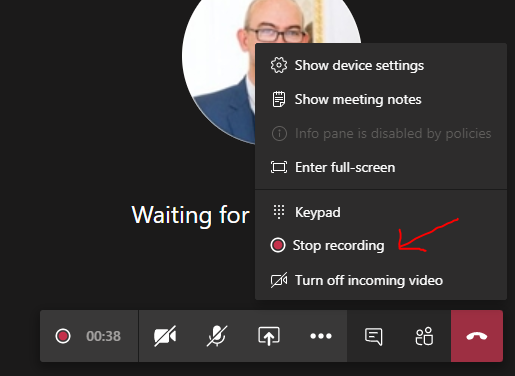 Show device settings
Show meeting notes
Info pane is disabled by policies
Enter full-screen
Waiting for
Keypad
Stop recording
Turn off incoming video
00:38